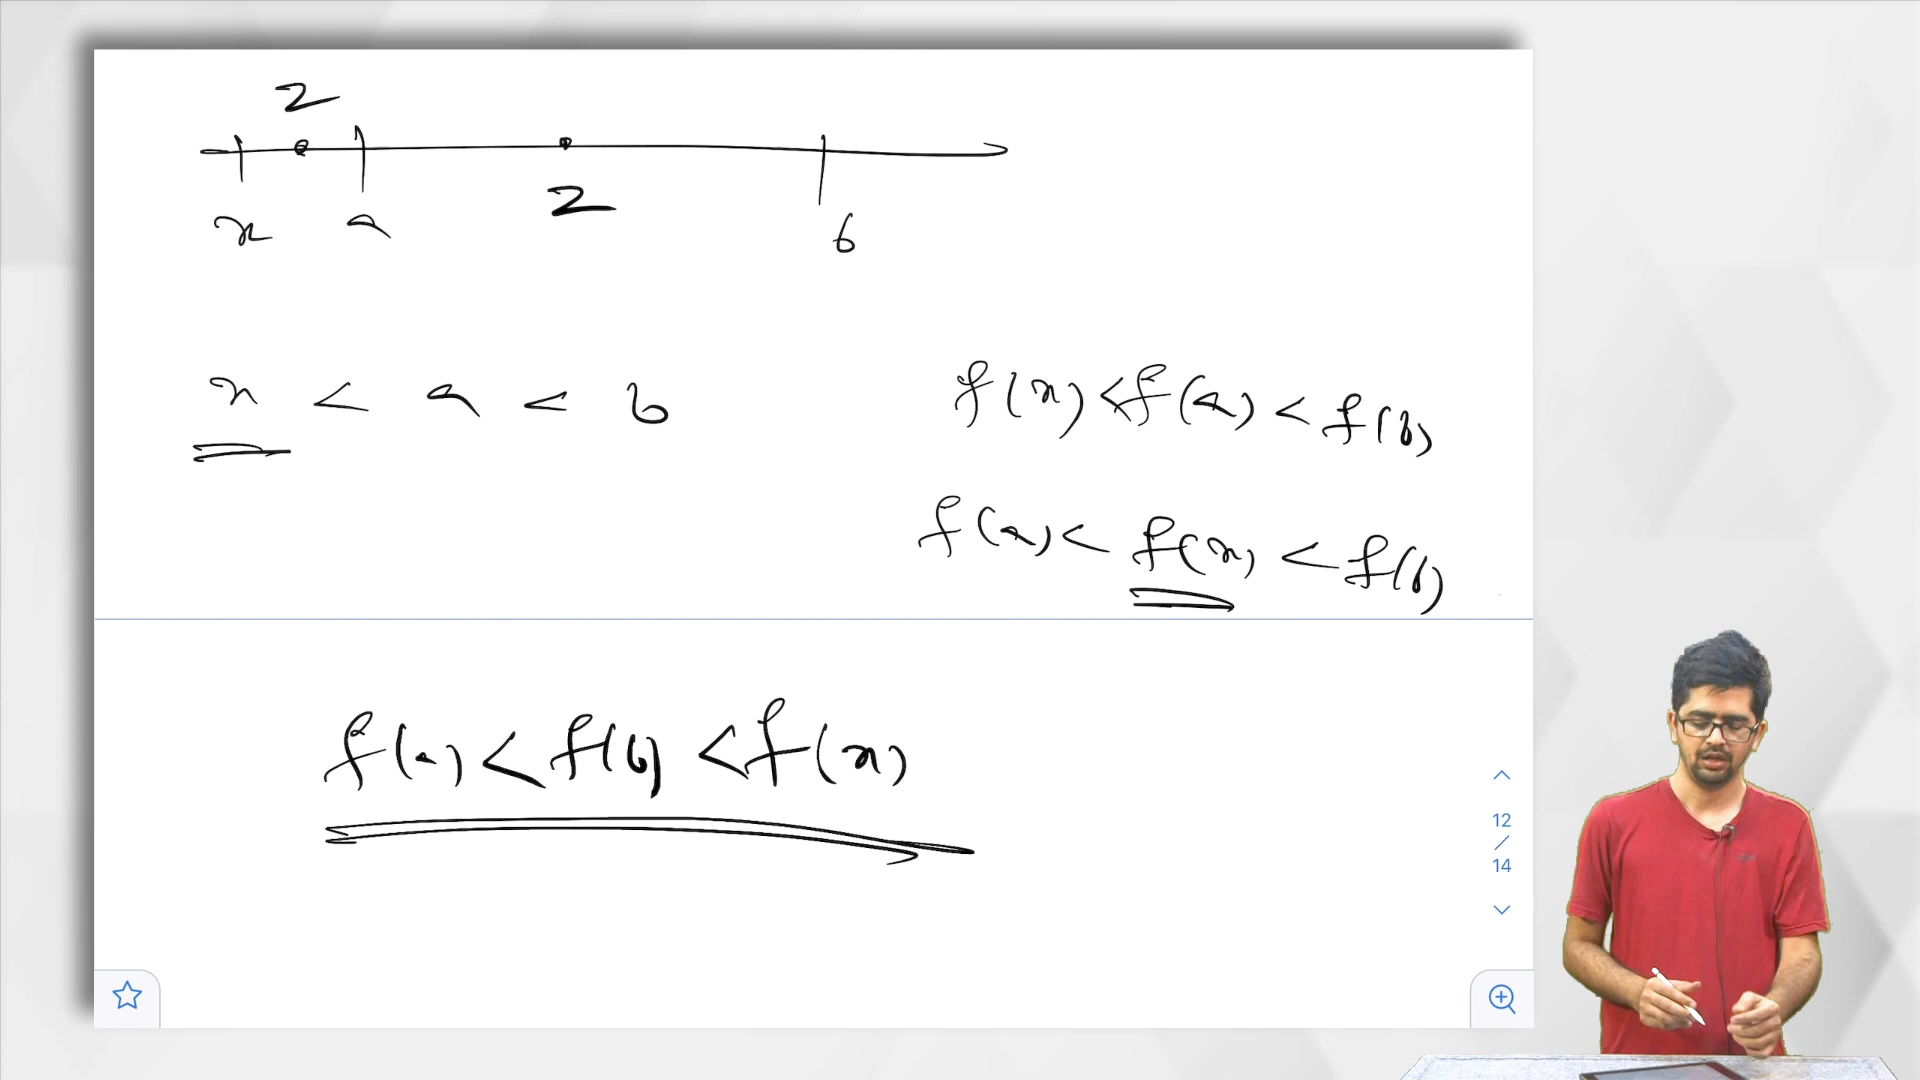 z
z
x a b
x < a < b
f(x) < f(a) < f(b)
f(a) < f(x) < f(b)
f(a) < f(b) < f(x)
12
/
14